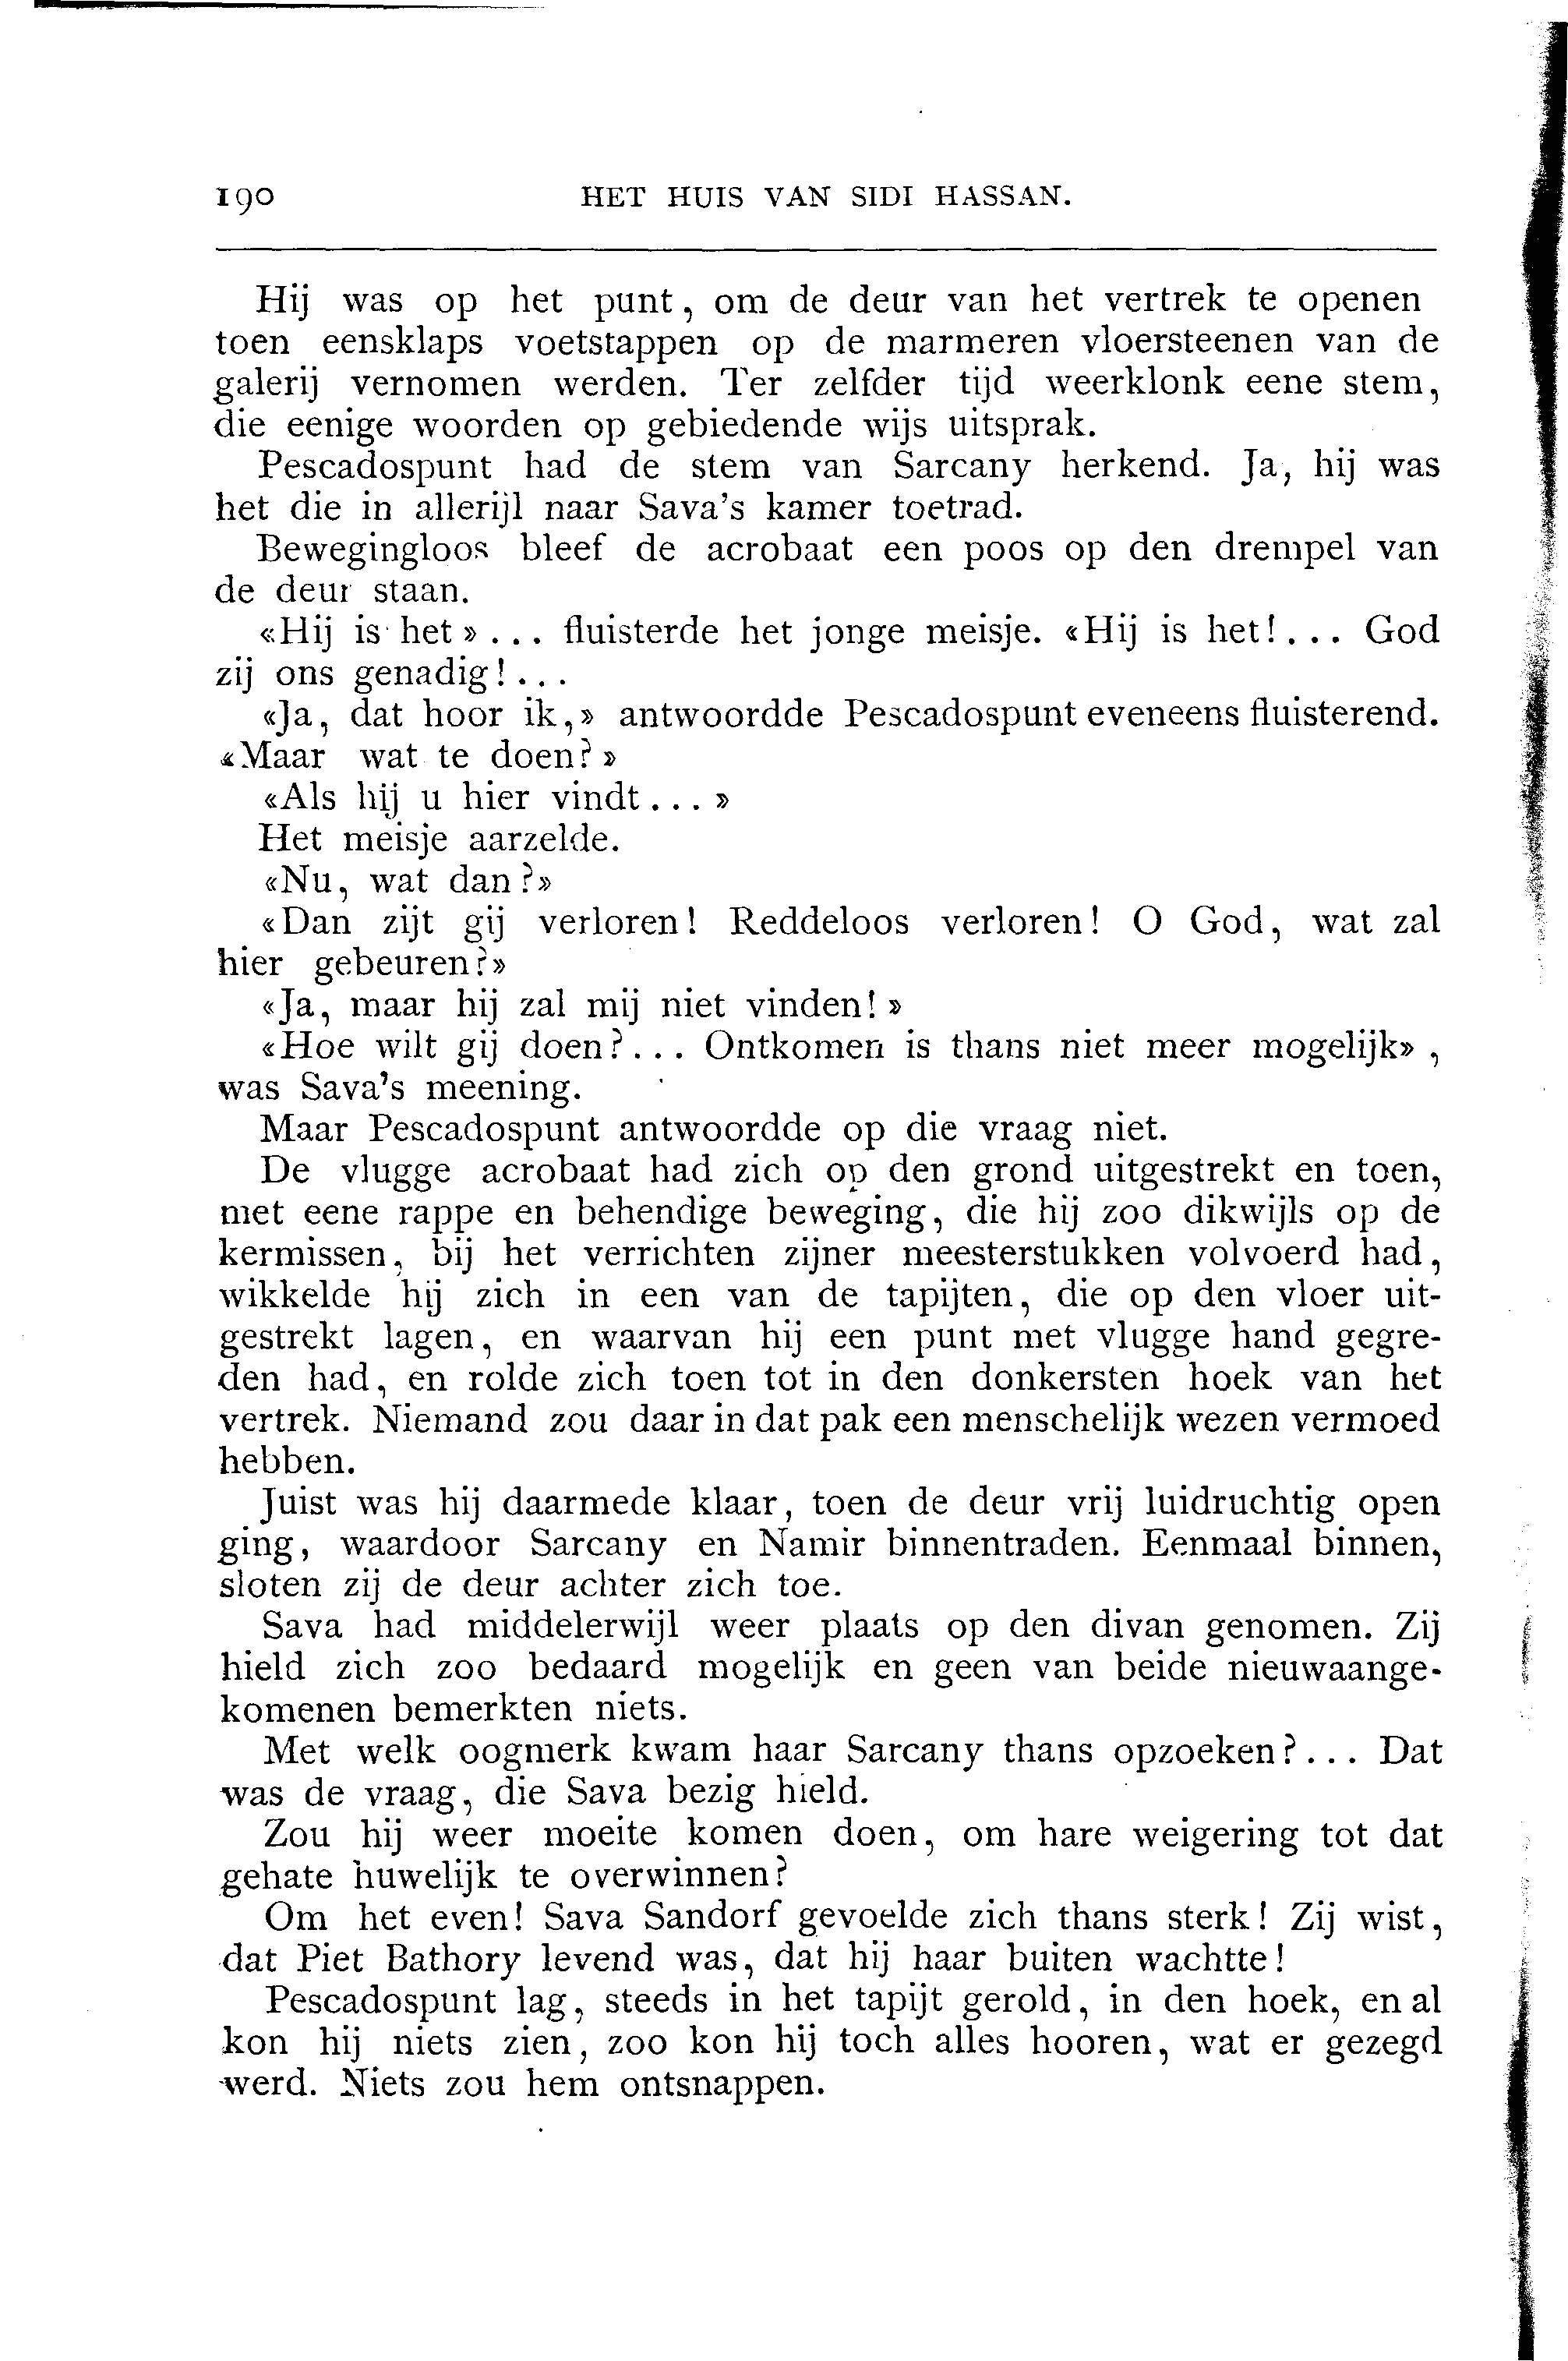 190 HET HUIS VAN SIDI HASSAN.
Hij was op het punt, om de deur van het vertrek te openen
toen eensklaps voetstappen op de marmeren vloersteenen van de
galerij vernomen werden. Ter zelfder tijd weerklonk eene stem,
die eenige woorden op gebiedende wijs uitsprak.
Pescadospunt had de stem van Sarcany herkend. Ja, hij was
het die in allerijl naar Sava's kamer toetrad.
Bewegingloos bleef de acrobaat een poos op den drempel van
de deur staan.
«Hij is het» ... fluisterde het jonge meisje. «Hij is het!... God
zij ons genadig!...
«Ja, dat hoor ik,» antwoordde Pescadospunt eveneens fluisterend.
«Maar wat te doen?»
«Als hij u hier vindt ... »
Het meisje aarzelde.
«Nu, wat dan?»
«Dan zijt gij verloren! Reddeloos verloren! O God, wat zal
hier gebeuren?»
«Ja, maar hij zal mij niet vinden!»
«Hoe wilt gij doen?... Ontkomen is thans niet meer mogelijk» ,
was Sava's meening.
Maar Pescadospunt antwoordde op die vraag niet.
De vlugge acrobaat had zich op den grond uitgestrekt en toen,
met eene rappe en behendige beweging, die hij zoo dikwijls op de
kermissen, bij het verrichten zijner meesterstukken volvoerd had,
wikkelde hij zich in een van de tapijten, die op den vloer uit-
gestrekt lagen, en waarvan hij een punt met vlugge hand gegre-
den had, en rolde zich toen tot in den donkersten hoek van het
vertrek. Niemand zou daar in dat pak een menschelijk wezen vermoed
hebben.
Juist was hij daarmede klaar, toen de deur vrij luidruchtig open
ging, waardoor Sarcany en Namir binnentraden. Eenmaal binnen,
sloten zij de deur achter zich toe.
Sava had middelerwijl weer plaats op den divan genomen. Zij
hield zich zoo bedaard mogelijk en geen van beide nieuwaange-
komenen bemerkten niets.
Met welk oogmerk kwam haar Sarcany thans opzoeken?... Dat
was de vraag, die Sava bezig hield.
Zou hij weer moeite komen doen, om hare weigering tot dat
gehate huwelijk te overwinnen?
Om het even! Sava Sandorf gevoelde zich thans sterk! Zij wist,
dat Piet Bathory levend was, dat hij haar buiten wachtte!
Pescadospunt lag, steeds in het tapijt gerold, in den hoek, en al
kon hij niets zien, zoo kon hij toch alles hooren, wat er gezegd
werd. Niets zou hem ontsnappen.